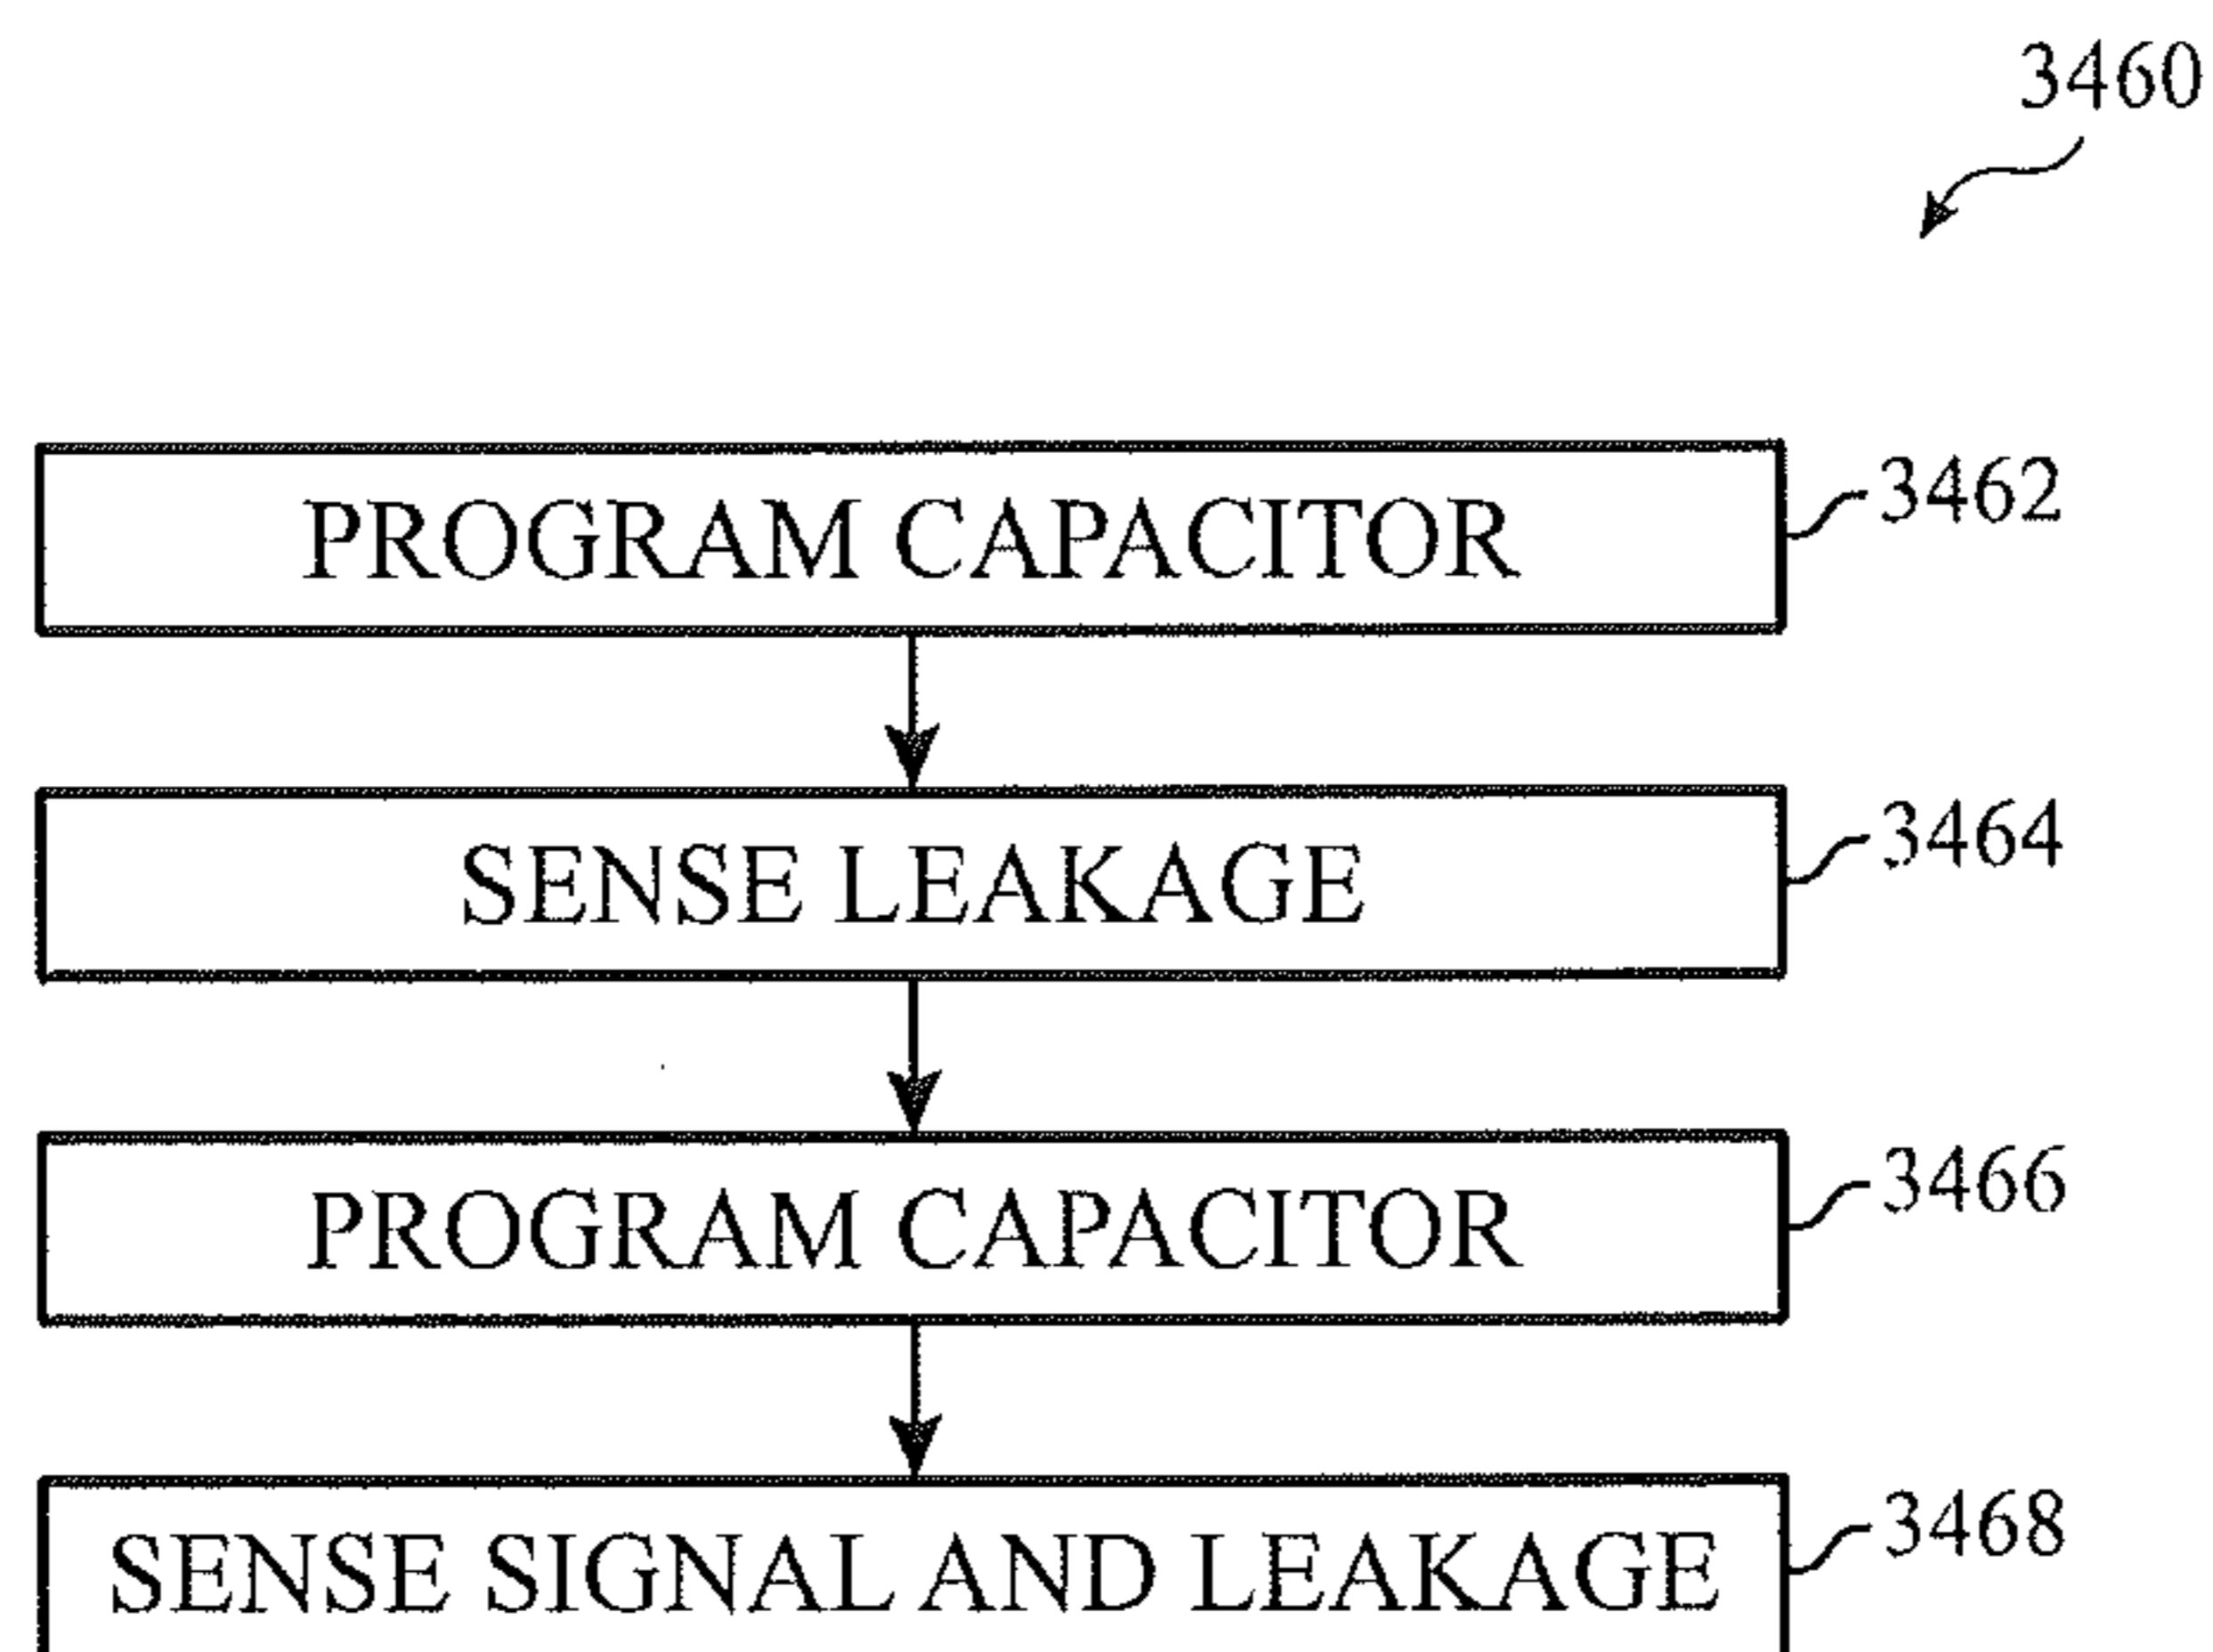 3460
PROGRAM CAPACITOR
3462
SENSE LEAKAGE
3464
PROGRAM CAPACITOR
3466
SENSE SIGNAL AND LEAKAGE
3468